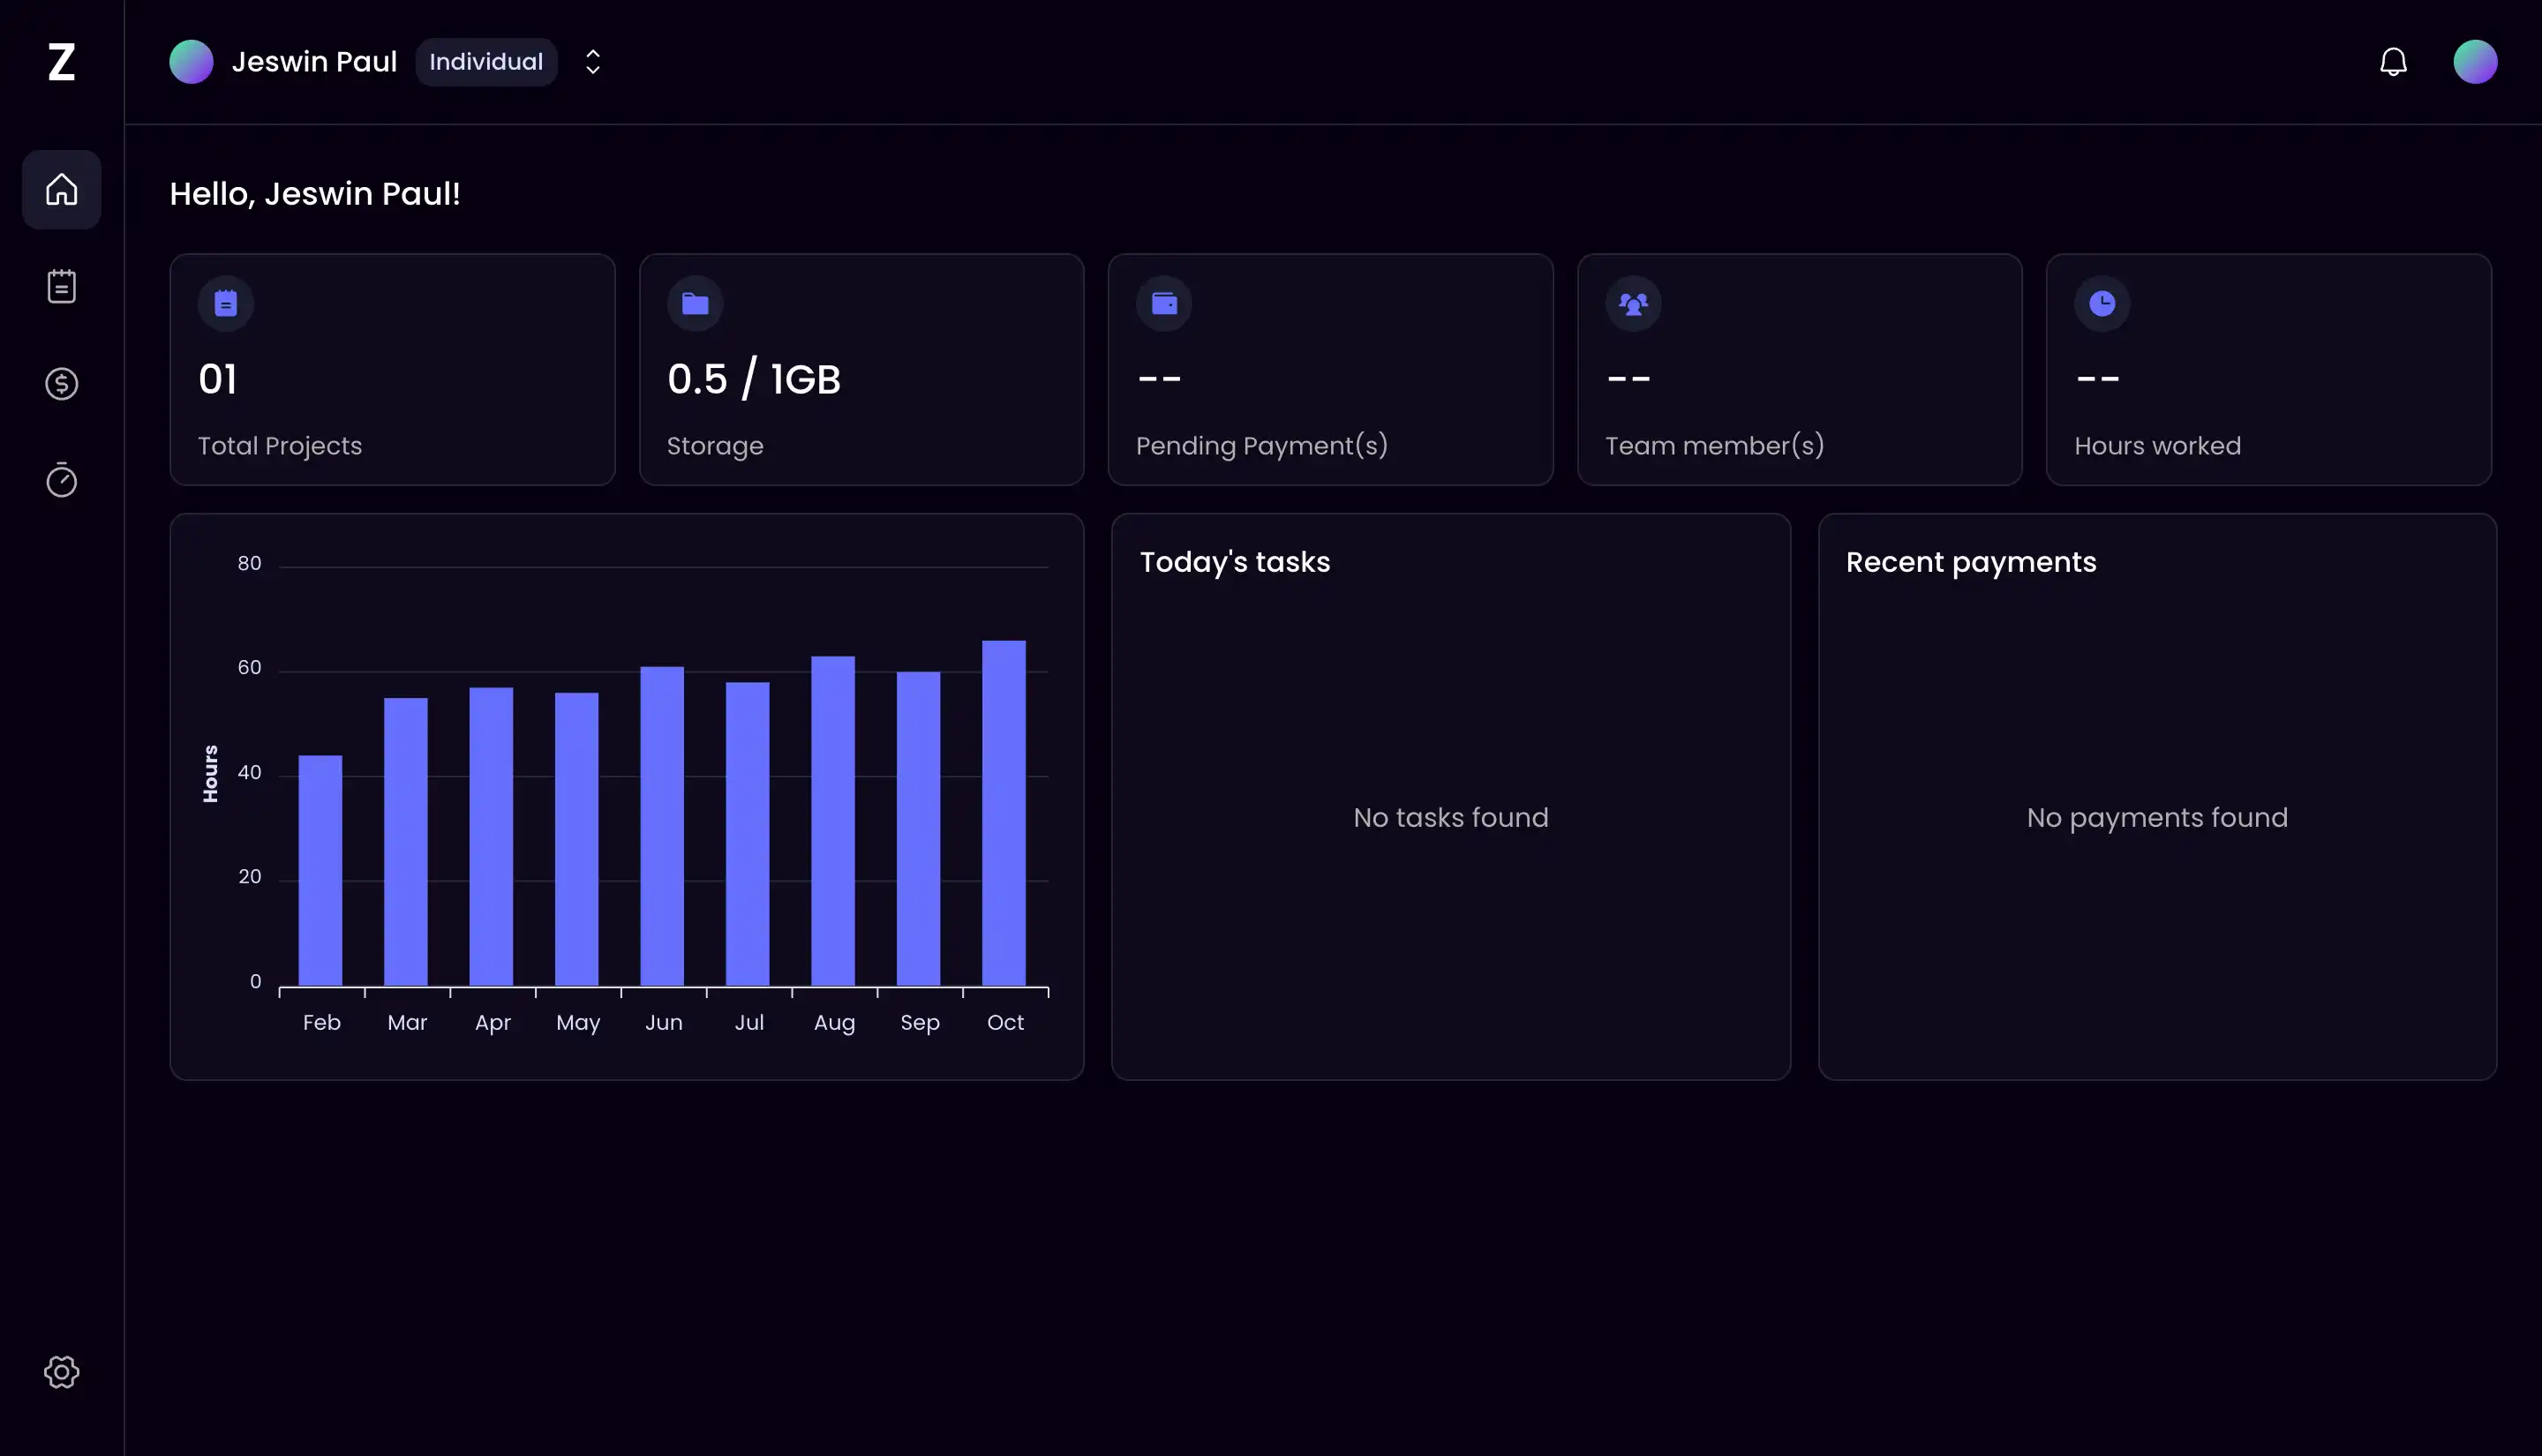 Z
Jeswin Paul
Individual
Hello, Jeswin Paul!
01
Total Projects
0.5 / 1GB
Storage
--
Pending Payment(s)
--
Team member(s)
--
Hours worked
80
60
40
20
0
Hours
Feb Mar Apr May Jun Jul Aug Sep Oct
Today's tasks
No tasks found
Recent payments
No payments found